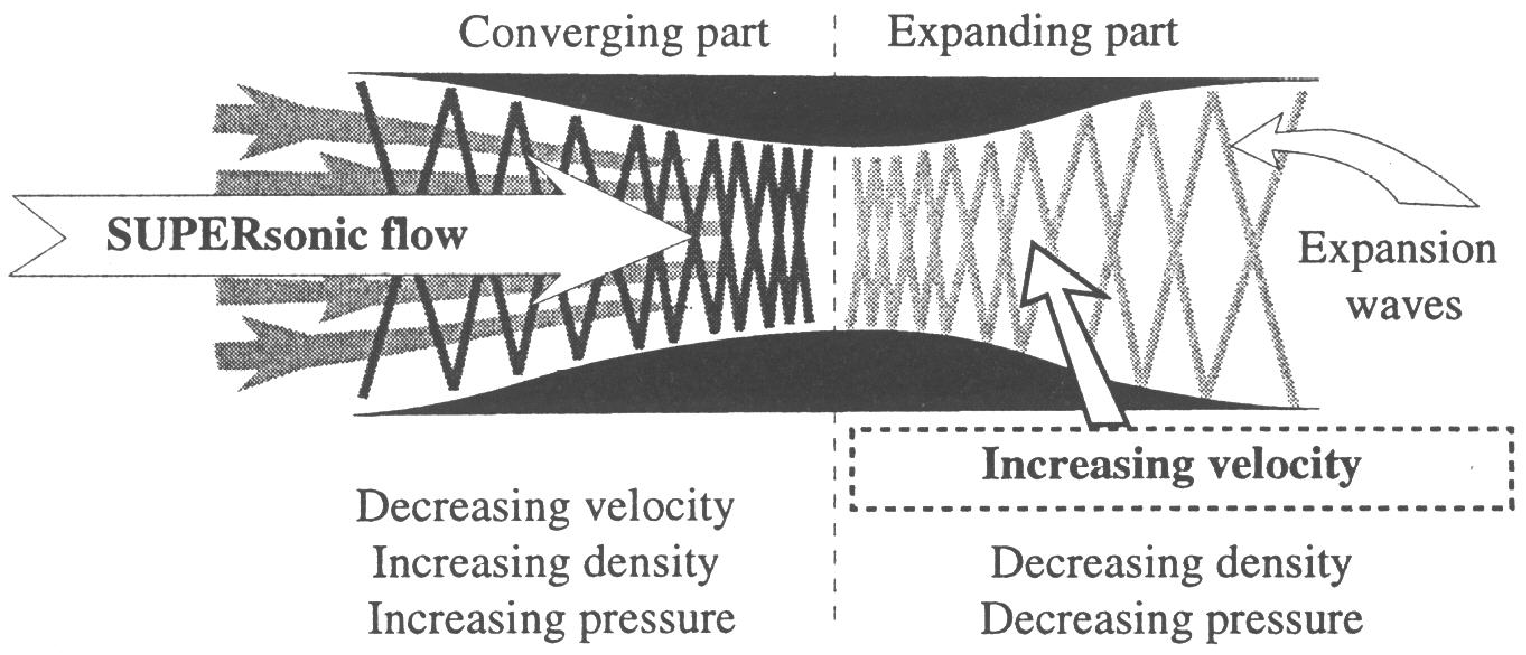 Converging part
Expanding part
SUPERsonic flow
Expansion
waves
Increasing velocity
Decreasing velocity
Increasing density
Increasing pressure
Decreasing density
Decreasing pressure